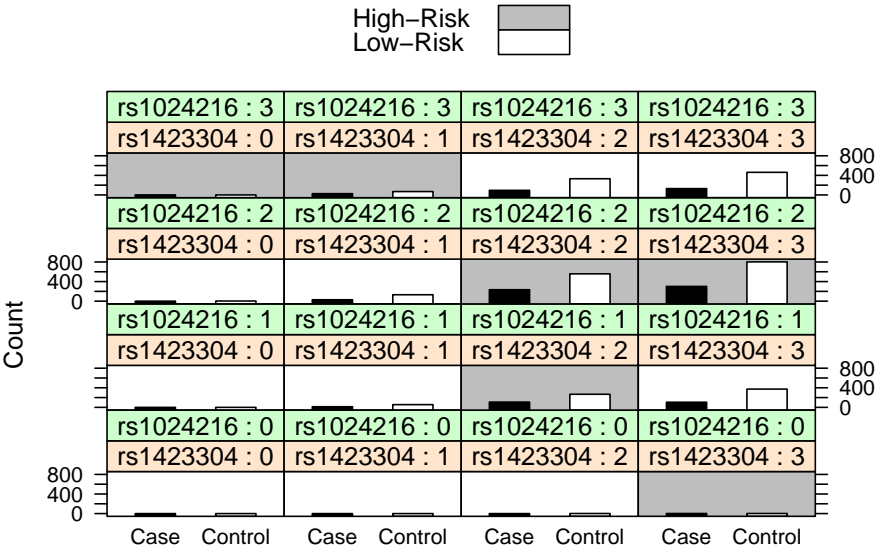 High−Risk
Low−Risk
rs1024216 : 3 rs1024216 : 3 rs1024216 : 3 rs1024216 : 3
rs1423304 : 0 rs1423304 : 1 rs1423304 : 2 rs1423304 : 3
800
400
0
rs1024216 : 2 rs1024216 : 2 rs1024216 : 2 rs1024216 : 2
rs1423304 : 0 rs1423304 : 1 rs1423304 : 2 rs1423304 : 3
800
400
0
Count
rs1024216 : 1 rs1024216 : 1 rs1024216 : 1 rs1024216 : 1
rs1423304 : 0 rs1423304 : 1 rs1423304 : 2 rs1423304 : 3
800
400
0
rs1024216 : 0 rs1024216 : 0 rs1024216 : 0 rs1024216 : 0
rs1423304 : 0 rs1423304 : 1 rs1423304 : 2 rs1423304 : 3
800
400
0
Case Control Case Control Case Control Case Control